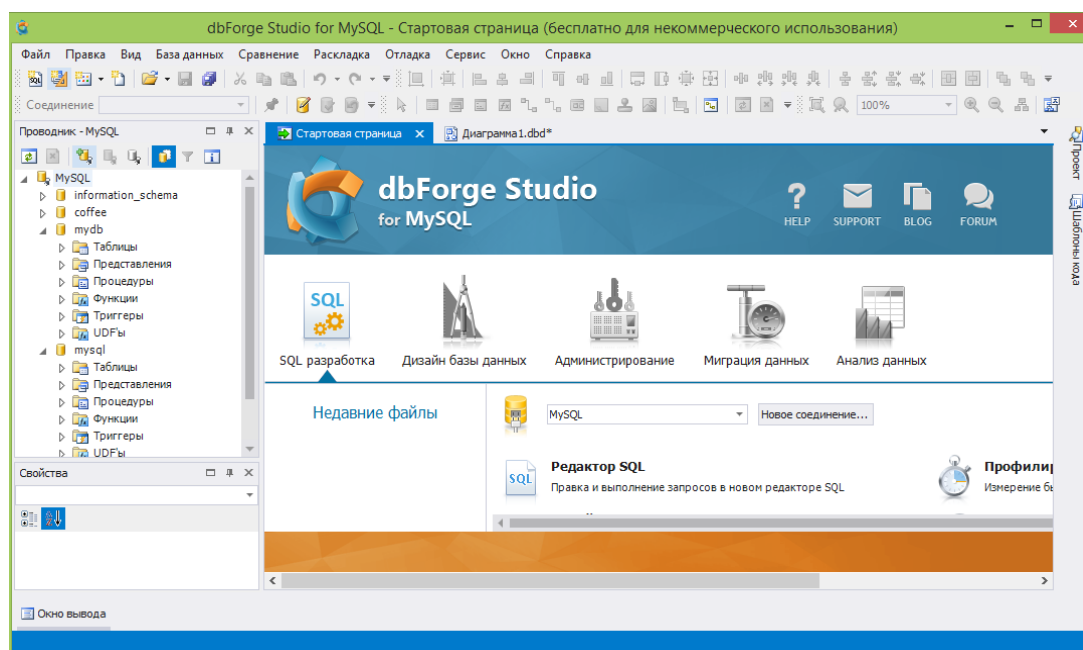 dbForge Studio for MySQL - Стартовая страница (бесплатно для некоммерческого использования)
Файл Правка Вид База данных Сравнение Раскладка Отладка Сервис Окно Справка
Соединение
100%
Проводник - MySQL
MySQL
information_schema
coffee
mydb
Таблицы
Представления
Процедуры
Функции
Триггеры
UDF'ы
mysql
Таблицы
Представления
Процедуры
Функции
Триггеры
UDF'ы
Свойства
Стартовая страница
Диаграмма1.dbd*
dbForge Studio
for MySQL
HELP SUPPORT BLOG FORUM
SQL
SQL разработка Дизайн базы данных Администрирование Миграция данных Анализ данных
Недавние файлы
MySQL
Новое соединение...
SQL
Редактор SQL
Правка и выполнение запросов в новом редакторе SQL
Профилир
Измерение бы
Проект
Шаблоны кода
Окно вывода